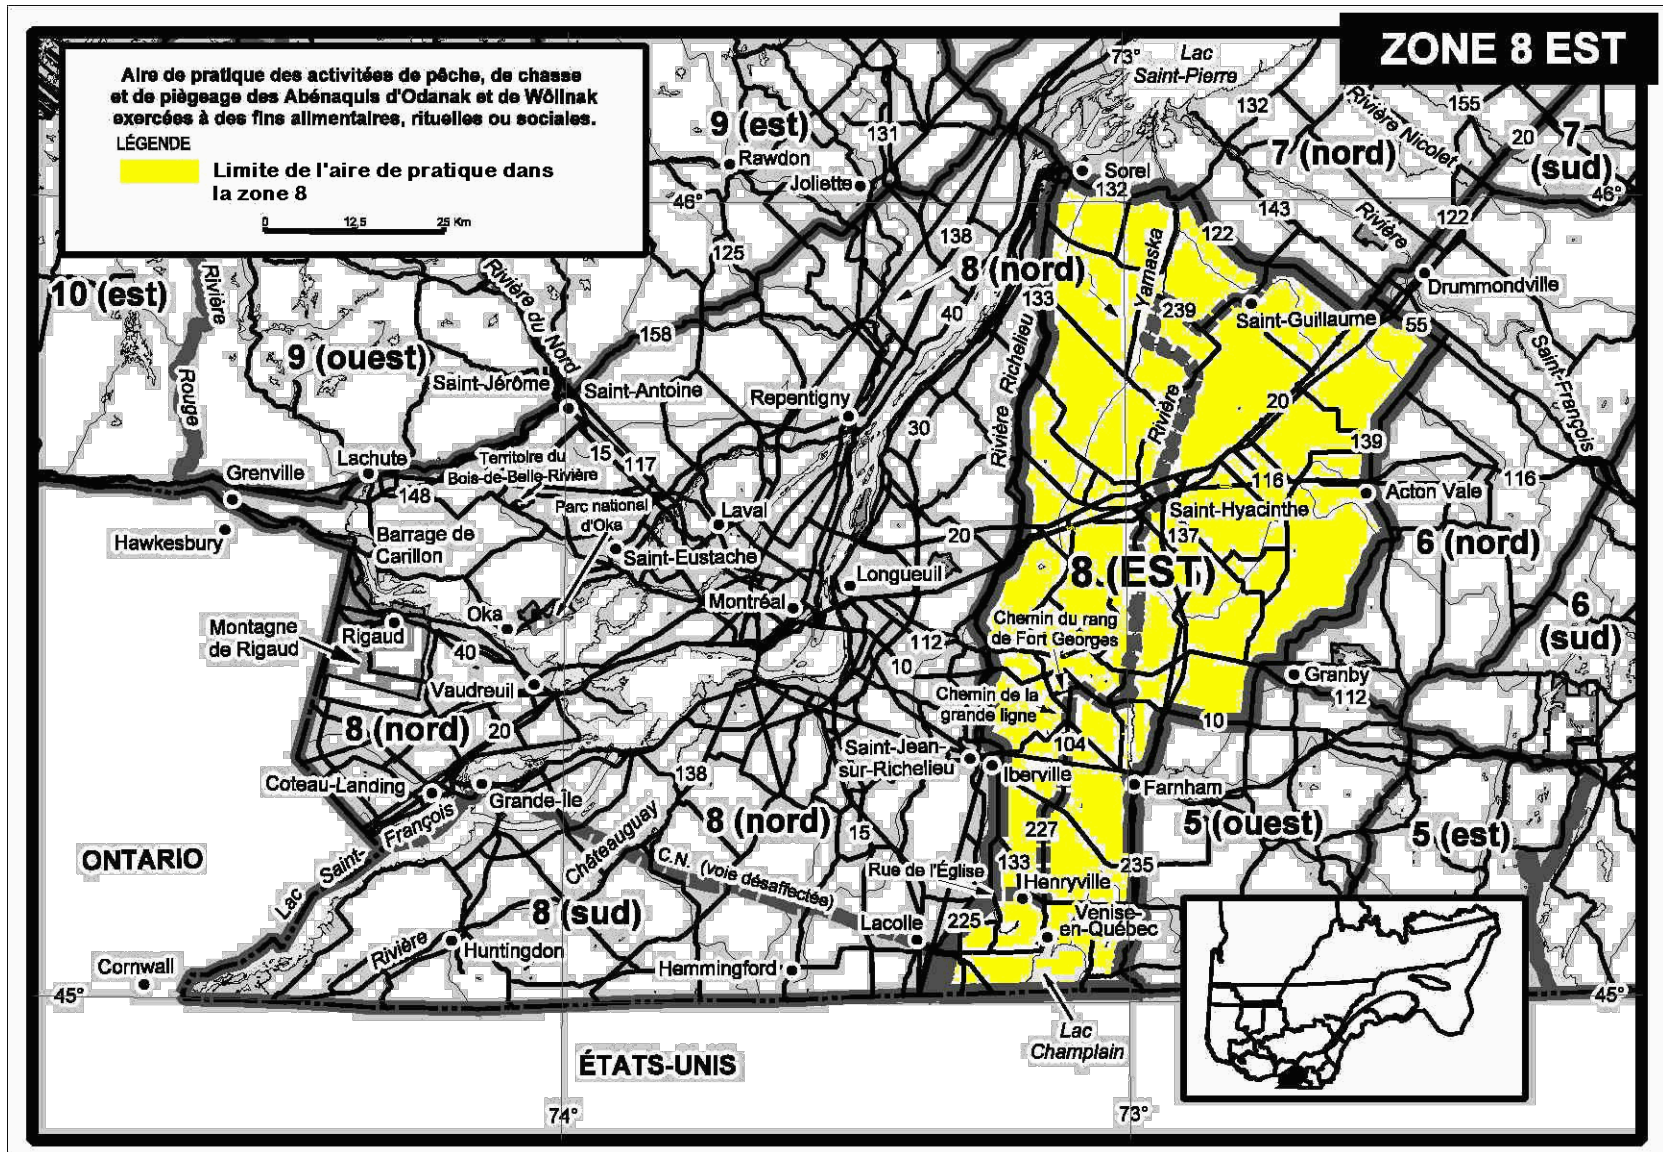 ZONE 8 EST
Aire de pratique des activitées de pêche, de chasse
et de piègeage des Abénaquis d'Odanak et de Wôlinak
exercées à des fins alimentaires, rituelles ou sociales.
LÉGENDE
Limite de l'aire de pratique dans
la zone 8
0 12,5 25 Km
73°
Lac
Saint-Pierre
132
Rivière Nicolet
155
20
7
(sud)
9 (est)
131
Rawdon
Joliette
7 (nord)
Sorel
132
46°
46°
143
Rivière
122
125
138
122
Yamaska
8 (nord)
10 (est)
Rivière
Rivière du Nord
133
40
239
Drummondville
Saint-Guillaume
55
158
9 (ouest)
Rivière Richelieu
Saint-François
Rouge
Saint-Jérôme
Saint-Antoine
Repentigny
20
Rivière
30
139
Lachute
Territoire du
Bois-de-Belle-Rivière
15
117
Grenville
148
116
116
Acton Vale
Parc national
d'Oka
Laval
Saint-Hyacinthe
Hawkesbury
Barrage de
Carillon
20
137
6 (nord)
Saint-Eustache
Longueuil
8 (EST)
Montréal
Oka
Chemin du rang
de Fort Georges
6
(sud)
Montagne
de Rigaud
Rigaud
40
112
10
Granby
112
Vaudreuil
Chemin de la
grande ligne
10
8 (nord)
20
104
Saint-Jean-
sur-Richelieu
138
Iberville
Farnham
Coteau-Landing
Grande-Île
8 (nord)
15
227
5 (ouest)
5 (est)
Lac Saint-François
Châteauguay
C.N. (voie désaffectée)
ONTARIO
133
235
Rue de l'Église
Henryville
8 (sud)
225
Venise-
en-Québec
Lacolle
Rivière
Huntingdon
Cornwall
Hemmingford
45°
45°
Lac
Champlain
ÉTATS-UNIS
74°
73°